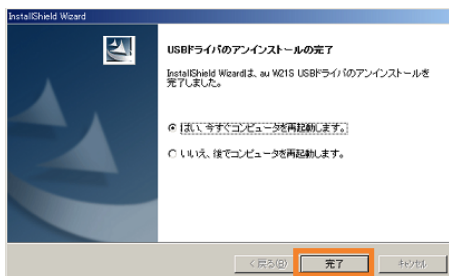 InstallShield Wizard
USBドライバのアンインストールの完了
InstallShield Wizardは、au W21S USBドライバのアンインストールを
完了しました。
はい、今すぐコンピュータを再起動します。
いいえ、後でコンピュータを再起動します。
< 戻る(B)
完了
キャンセル